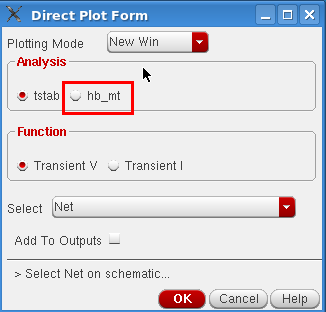 Direct Plot Form
Plotting Mode New Win
Analysis
tstab hb_mt
Function
Transient V Transient I
Select Net
Add To Outputs
> Select Net on schematic...
OK Cancel Help